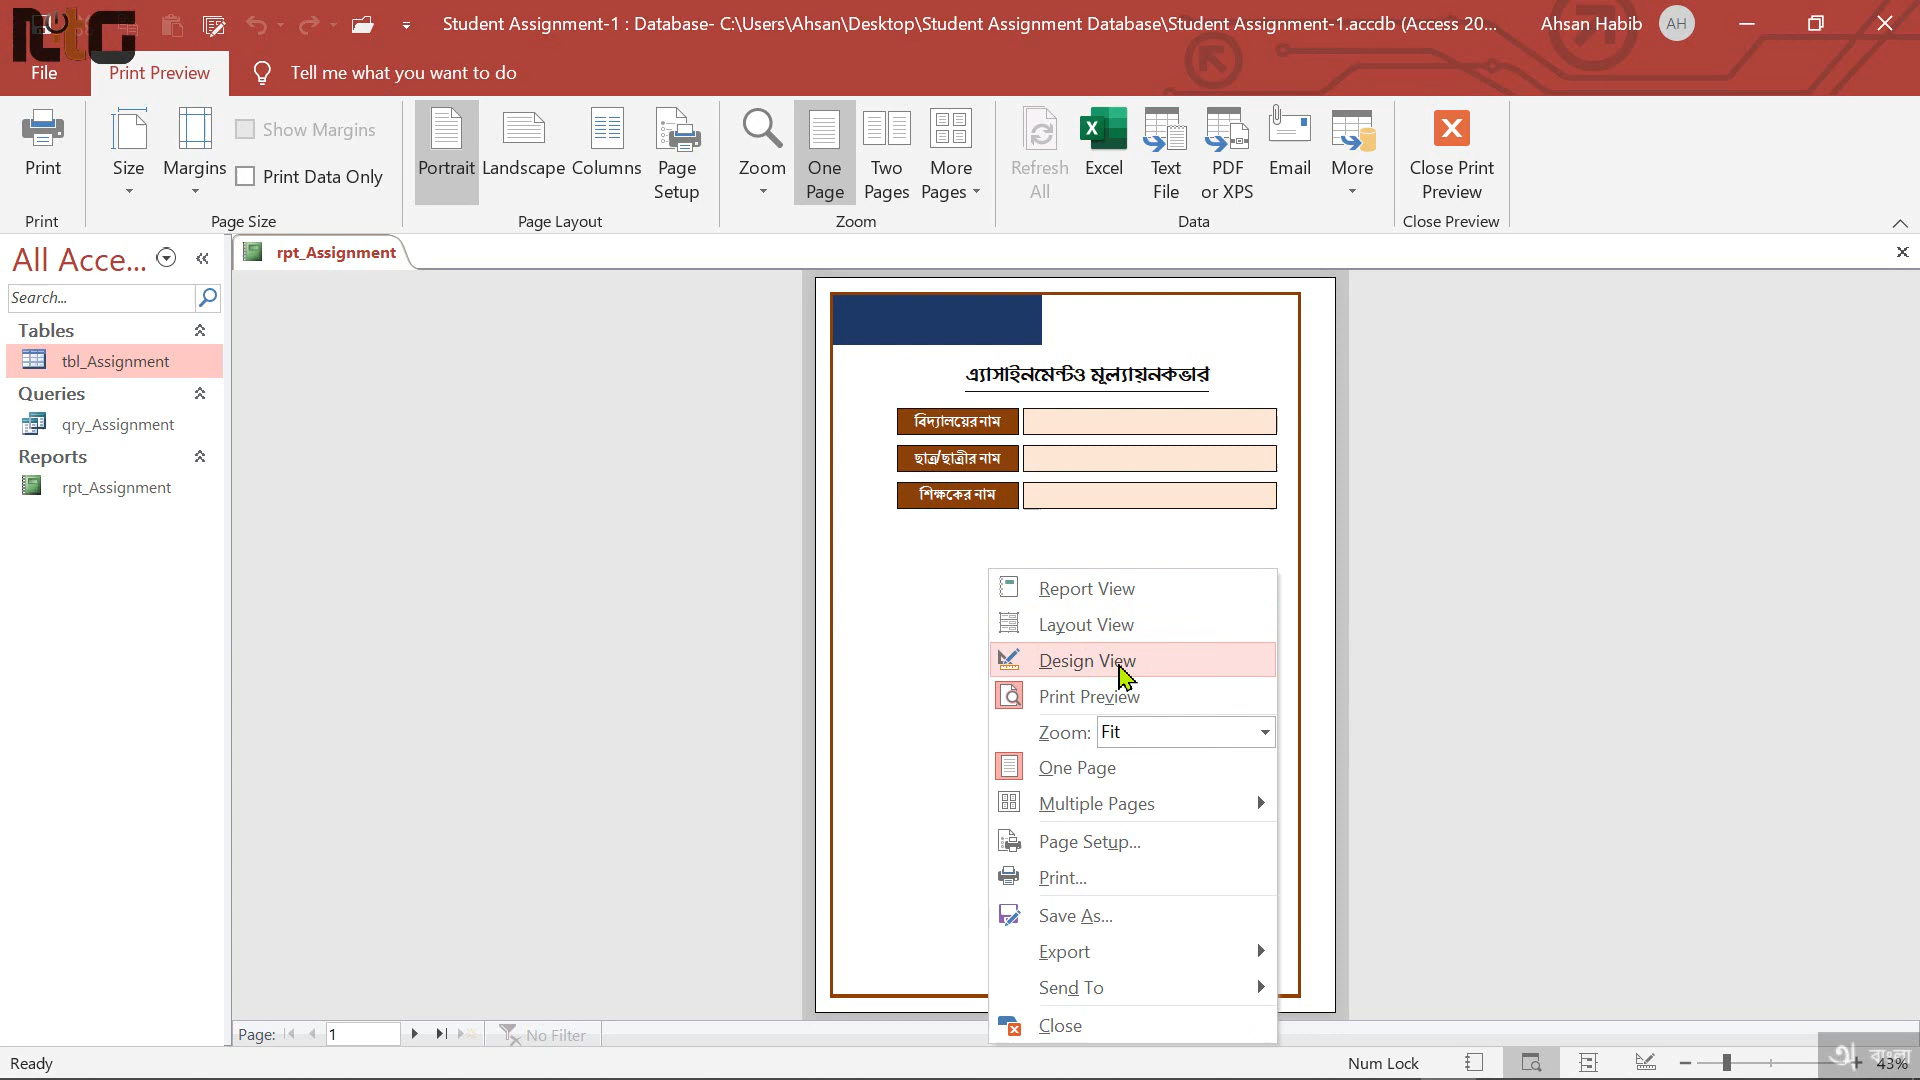 Student Assignment-1 : Database- C:\Users\Ahsan\Desktop\Student Assignment Database\Student Assignment-1.accdb (Access 20...
Ahsan Habib
AH
File
Print Preview
Tell me what you want to do
Print
Size
Margins
Show Margins
Print Data Only
Portrait
Landscape
Columns
Page Setup
Zoom
One Page
Two Pages
More Pages
Refresh All
Excel
Text File
PDF or XPS
Email
More
Close Print Preview
Print
Page Size
Page Layout
Zoom
Data
Close Preview
All Acce...
rpt_Assignment
Search...
Tables
tbl_Assignment
Queries
qry_Assignment
Reports
rpt_Assignment
এ্যাসাইনমেন্টও মূল্যায়নকভার
বিদ্যালয়ের নাম
ছাত্র/ছাত্রীর নাম
শিক্ষকের নাম
Report View
Layout View
Design View
Print Preview
Zoom: Fit
One Page
Multiple Pages
Page Setup...
Print...
Save As...
Export
Send To
Close
Page: 1
No Filter
Ready
Num Lock
43%
অ বাংলা